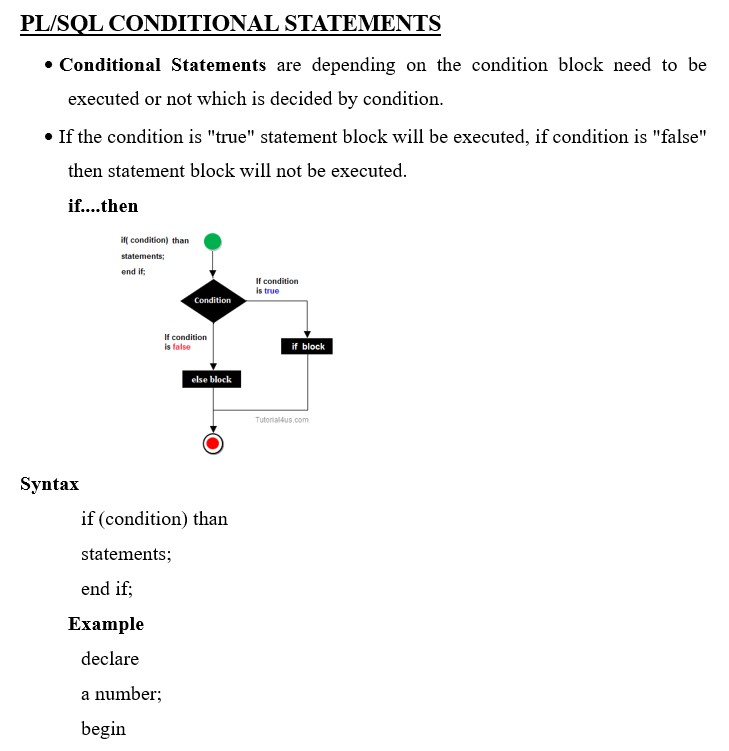 PL/SQL CONDITIONAL STATEMENTS
• Conditional Statements are depending on the condition block need to be
executed or not which is decided by condition.
• If the condition is "true" statement block will be executed, if condition is "false"
then statement block will not be executed.
if....then
if( condition) than
statements;
end if;
If condition
is true
Condition
If condition
is false
if block
else block
Tutorial4us.com
Syntax
if (condition) than
statements;
end if;
Example
declare
a number;
begin